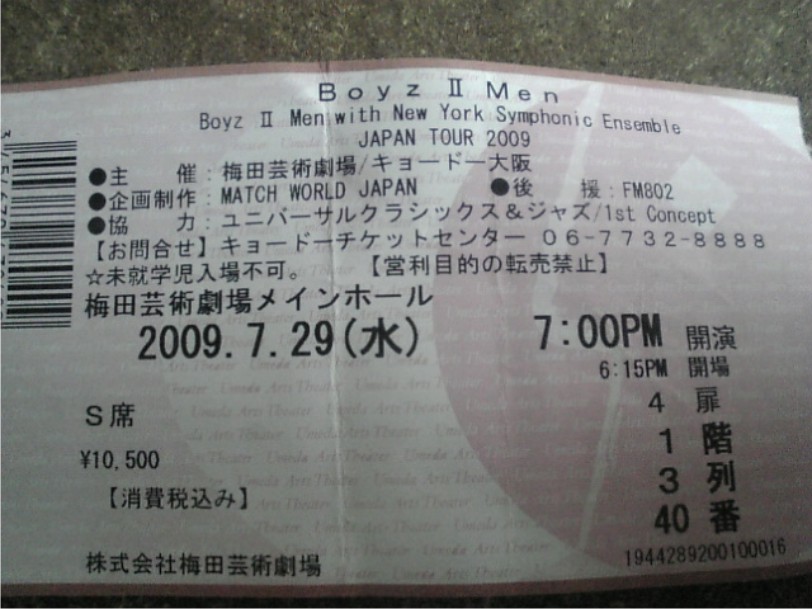 Boyz Ⅱ Men
Boyz Ⅱ Men with New York Symphonic Ensemble
JAPAN TOUR 2009
●主　　催：梅田芸術劇場/キョードー大阪
●企画制作：MATCH WORLD JAPAN　　●後　　援：FM802
●協　　力：ユニバーサルクラシックス＆ジャズ/1st Concept
【お問合せ】キョードーチケットセンター ０６－７７３２－８８８８
☆未就学児入場不可。　【営利目的の転売禁止】
梅田芸術劇場メインホール
2009.7.29(水)　7:00PM 開演
6:15PM 開場
S席　4 扉
¥10,500　1 階
【消費税込み】　3 列
40 番
株式会社梅田芸術劇場　1944289200100016